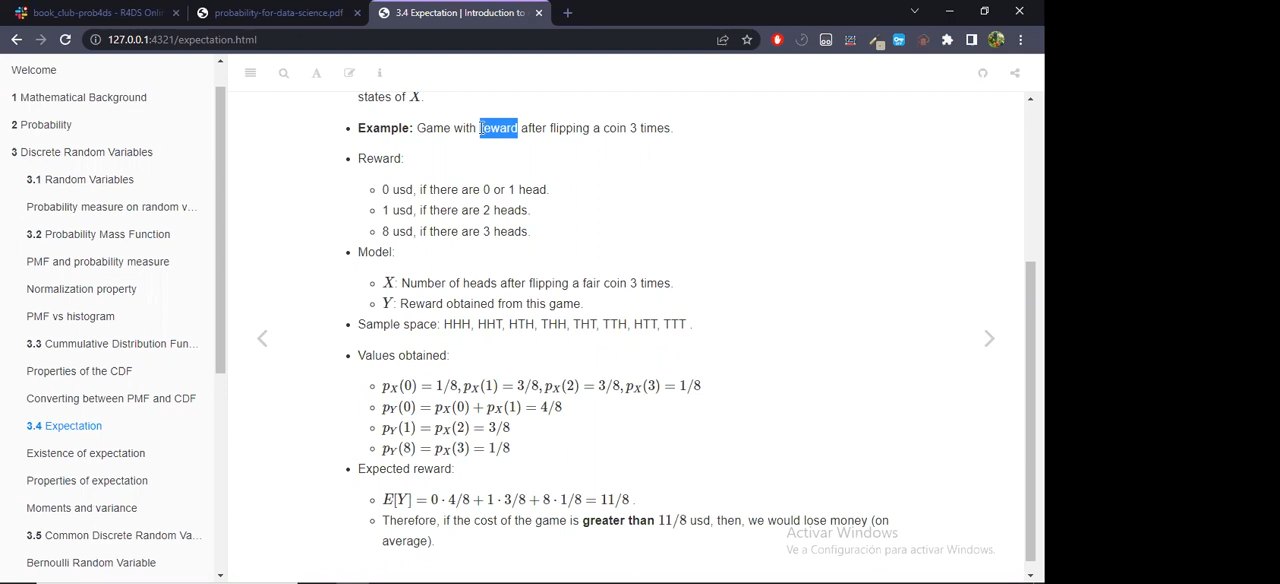 book_club-prob4ds - R4DS Onlin
probability-for-data-science.pdf
3.4 Expectation | Introduction to
127.0.0.1:4321/expectation.html
Welcome
1 Mathematical Background
2 Probability
3 Discrete Random Variables
3.1 Random Variables
Probability measure on random v...
3.2 Probability Mass Function
PMF and probability measure
Normalization property
PMF vs histogram
3.3 Cummulative Distribution Fun...
Properties of the CDF
Converting between PMF and CDF
3.4 Expectation
Existence of expectation
Properties of expectation
Moments and variance
3.5 Common Discrete Random Va...
Bernoulli Random Variable
states of X.
• Example: Game with reward after flipping a coin 3 times.
• Reward:
◦ 0 usd, if there are 0 or 1 head.
◦ 1 usd, if there are 2 heads.
◦ 8 usd, if there are 3 heads.
• Model:
◦ X: Number of heads after flipping a fair coin 3 times.
◦ Y: Reward obtained from this game.
• Sample space: HHH, HHT, HTH, THH, THT, TTH, HTT, TTT .
• Values obtained:
◦ p_X(0) = 1/8, p_X(1) = 3/8, p_X(2) = 3/8, p_X(3) = 1/8
◦ p_Y(0) = p_X(0) + p_X(1) = 4/8
◦ p_Y(1) = p_X(2) = 3/8
◦ p_Y(8) = p_X(3) = 1/8
• Expected reward:
◦ E[Y] = 0 · 4/8 + 1 · 3/8 + 8 · 1/8 = 11/8 .
◦ Therefore, if the cost of the game is greater than 11/8 usd, then, we would lose money (on
average).
Activar Windows
Ve a Configuración para activar Windows.